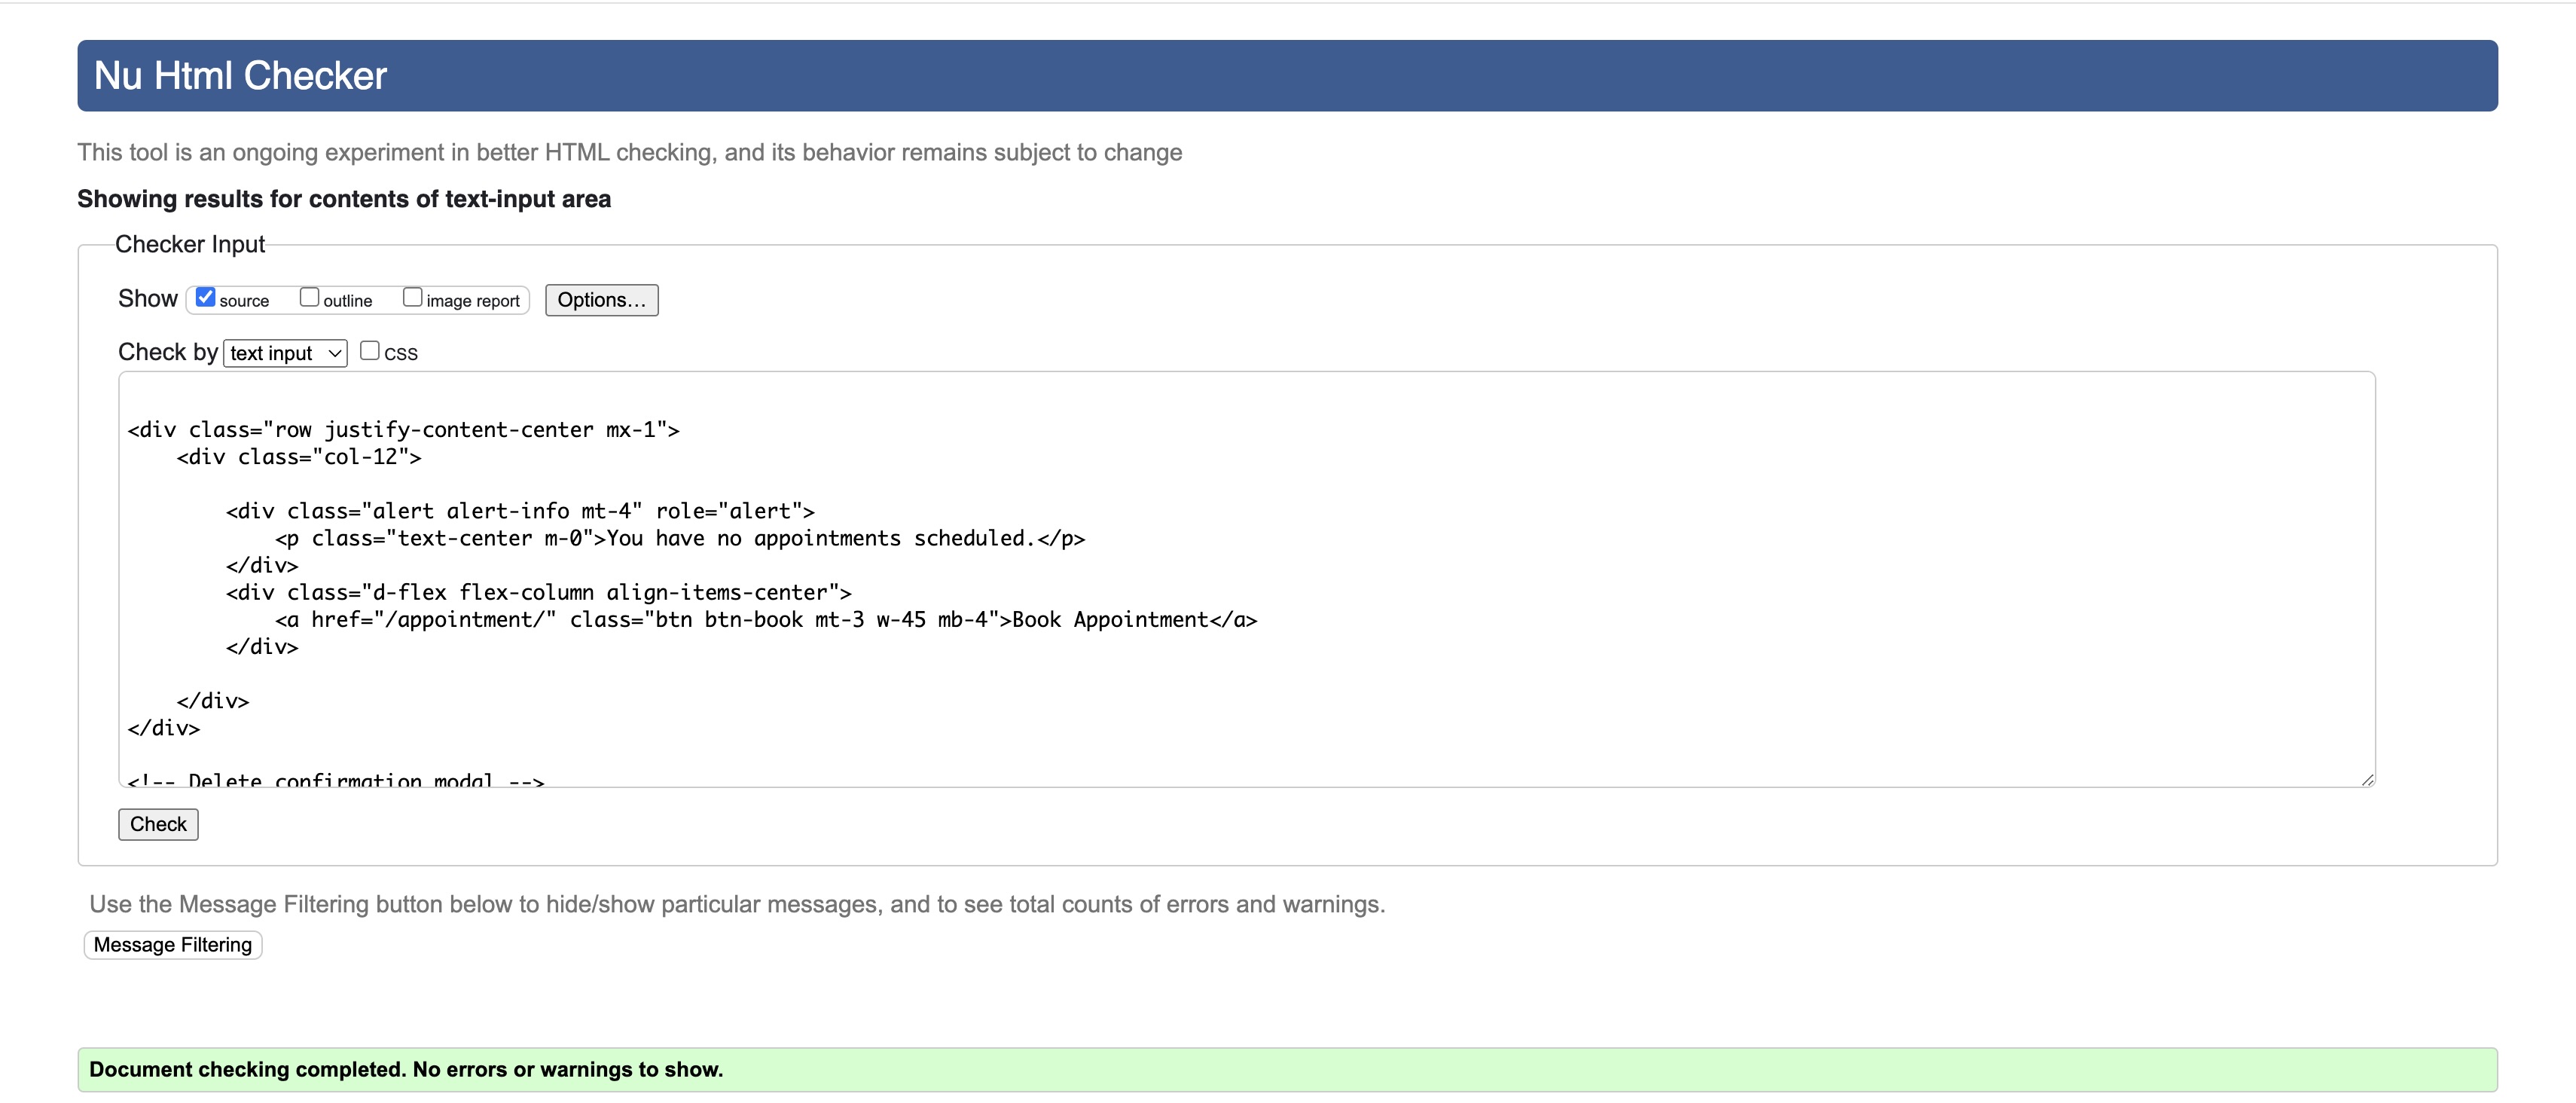 Nu Html Checker
This tool is an ongoing experiment in better HTML checking, and its behavior remains subject to change
Showing results for contents of text-input area
Checker Input
Show source outline image report Options...
Check by text input CSS
<div class="row justify-content-center mx-1">
    <div class="col-12">
        <div class="alert alert-info mt-4" role="alert">
            <p class="text-center m-0">You have no appointments scheduled.</p>
        </div>
        <div class="d-flex flex-column align-items-center">
            <a href="/appointment/" class="btn btn-book mt-3 w-45 mb-4">Book Appointment</a>
        </div>
    </div>
</div>
<!-- Delete confirmation modal -->
Check
Use the Message Filtering button below to hide/show particular messages, and to see total counts of errors and warnings.
Message Filtering
Document checking completed. No errors or warnings to show.